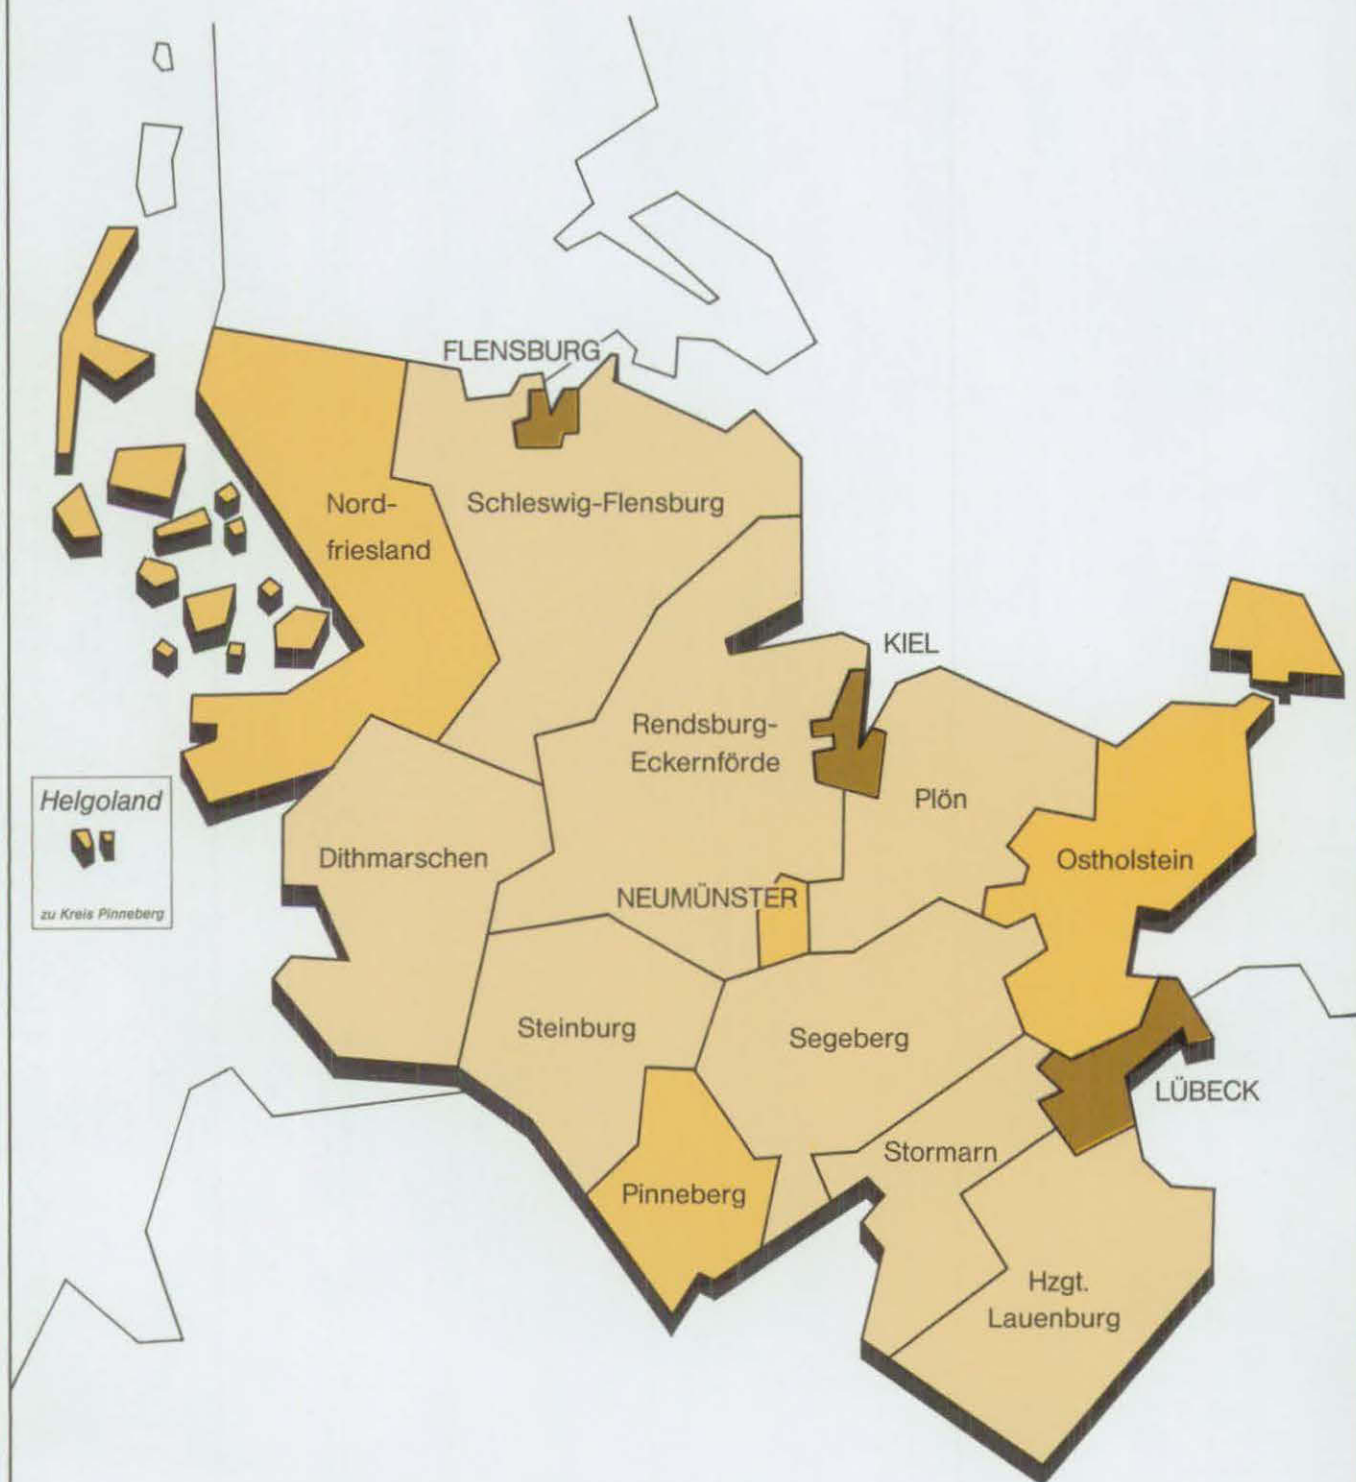 FLENSBURG
Nord-
friesland
Schleswig-Flensburg
KIEL
Rendsburg-
Eckernförde
Plön
Helgoland
zu Kreis Pinneberg
Dithmarschen
Ostholstein
NEUMÜNSTER
Steinburg
Segeberg
LÜBECK
Stormarn
Pinneberg
Hzgt.
Lauenburg